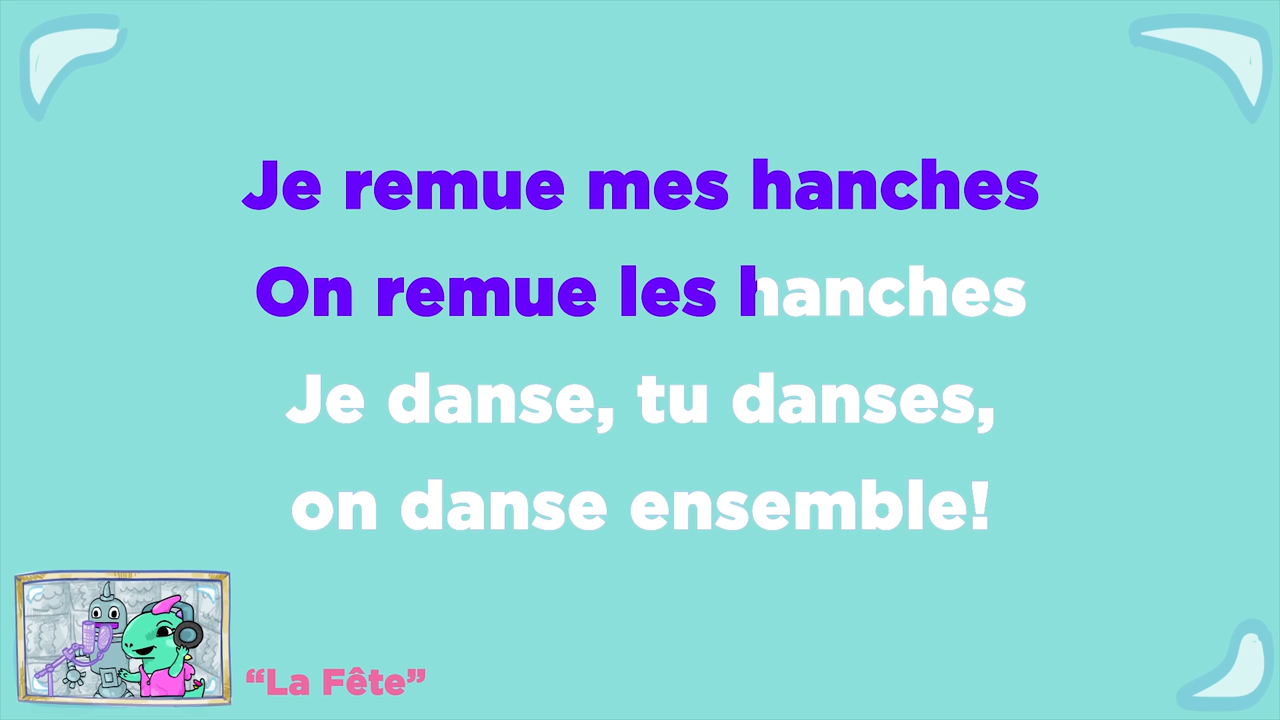 Je remue mes hanches
On remue les hanches
Je danse, tu danses,
on danse ensemble!
“La Fête”